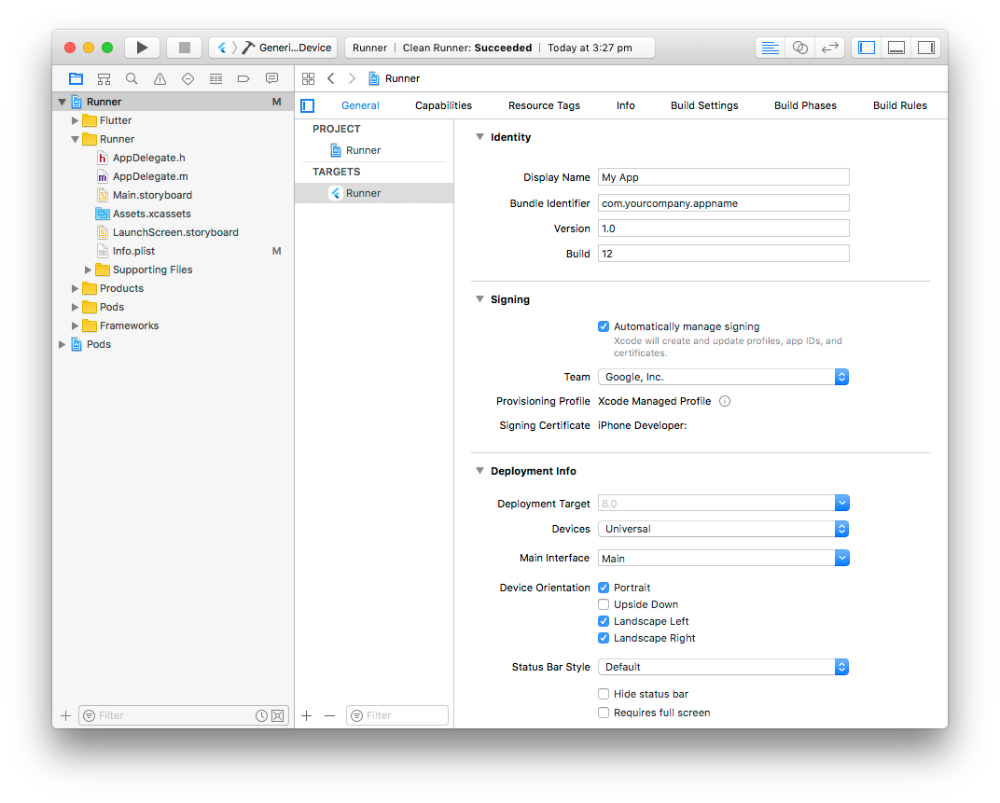 Generi...Device
Runner | Clean Runner: Succeeded | Today at 3:27 pm
Runner M
Flutter
Runner
AppDelegate.h
AppDelegate.m
Main.storyboard
Assets.xcassets
LaunchScreen.storyboard
Info.plist M
Supporting Files
Products
Pods
Frameworks
Pods
Filter
Runner
General Capabilities Resource Tags Info Build Settings Build Phases Build Rules
PROJECT
Runner
TARGETS
Runner
Filter
Identity
Display Name My App
Bundle Identifier com.yourcompany.appname
Version 1.0
Build 12
Signing
Automatically manage signing
Xcode will create and update profiles, app IDs, and
certificates.
Team Google, Inc.
Provisioning Profile Xcode Managed Profile
Signing Certificate iPhone Developer:
Deployment Info
Deployment Target 8.0
Devices Universal
Main Interface Main
Device Orientation Portrait
Upside Down
Landscape Left
Landscape Right
Status Bar Style Default
Hide status bar
Requires full screen